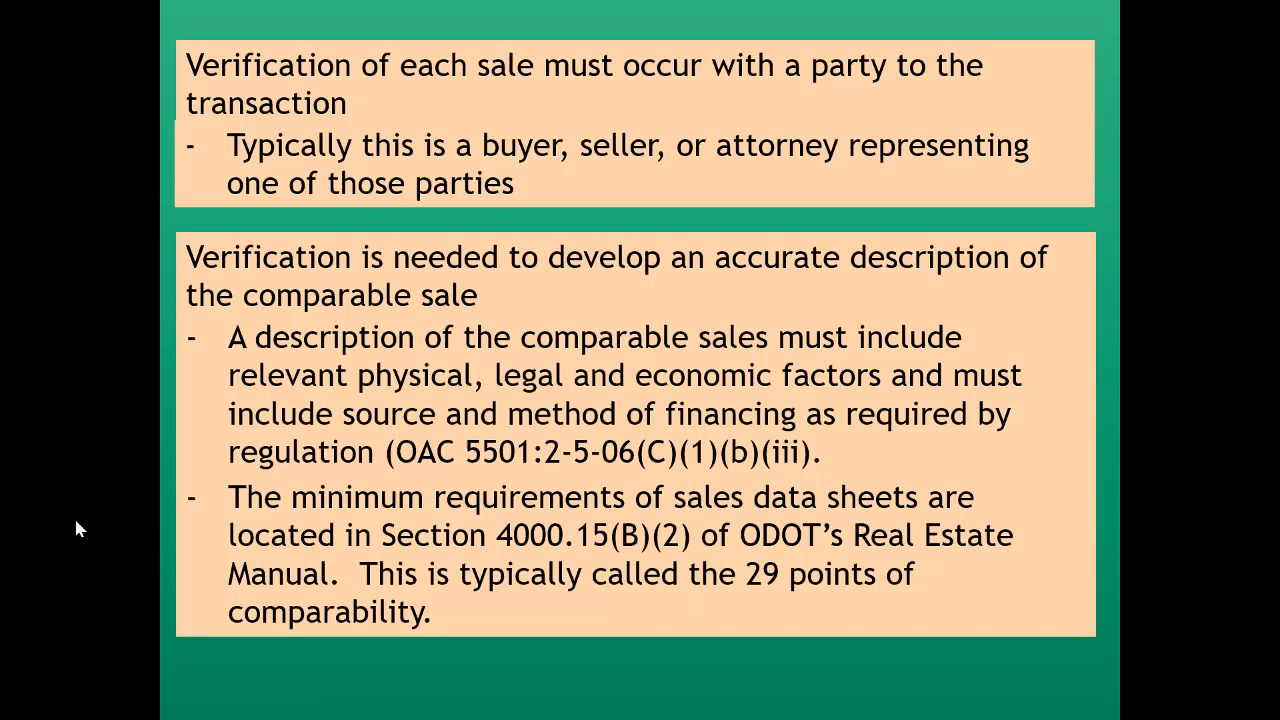 Verification of each sale must occur with a party to the
transaction
- Typically this is a buyer, seller, or attorney representing
one of those parties
Verification is needed to develop an accurate description of
the comparable sale
- A description of the comparable sales must include
relevant physical, legal and economic factors and must
include source and method of financing as required by
regulation (OAC 5501:2-5-06(C)(1)(b)(iii).
- The minimum requirements of sales data sheets are
located in Section 4000.15(B)(2) of ODOT’s Real Estate
Manual.  This is typically called the 29 points of
comparability.